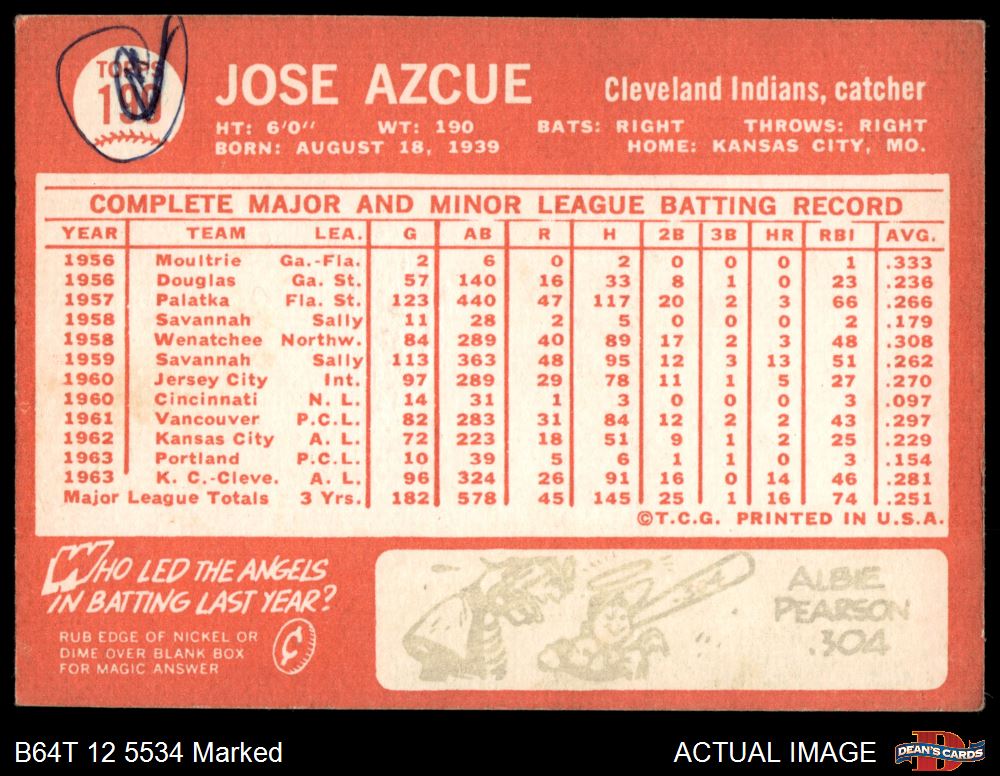 TOPPS
190
JOSE AZCUE
Cleveland Indians, catcher
HT: 6'0" WT: 190 BATS: RIGHT THROWS: RIGHT
BORN: AUGUST 18, 1939 HOME: KANSAS CITY, MO.
COMPLETE MAJOR AND MINOR LEAGUE BATTING RECORD
YEAR TEAM LEA. G AB R H 2B 3B HR RBI AVG.
1956 Moultrie Ga.-Fla. 2 6 0 2 0 0 0 1 .333
1956 Douglas Ga. St. 57 140 16 33 8 1 0 23 .236
1957 Palatka Fla. St. 123 440 47 117 20 2 3 66 .266
1958 Savannah Sally 11 28 2 5 0 0 0 2 .179
1958 Wenatchee Northw. 84 289 40 89 17 2 3 48 .308
1959 Savannah Sally 113 363 48 95 12 3 13 51 .262
1960 Jersey City Int. 97 289 29 78 11 1 5 27 .270
1960 Cincinnati N. L. 14 31 1 3 0 0 0 3 .097
1961 Vancouver P.C.L. 82 283 31 84 12 2 2 43 .297
1962 Kansas City A. L. 72 223 18 51 9 1 2 25 .229
1963 Portland P.C.L. 10 39 5 6 1 1 0 3 .154
1963 K. C.-Cleve. A. L. 96 324 26 91 16 0 14 46 .281
Major League Totals 3 Yrs. 182 578 45 145 25 1 16 74 .251
©T.C.G. PRINTED IN U.S.A.
WHO LED THE ANGELS
IN BATTING LAST YEAR?
RUB EDGE OF NICKEL OR
DIME OVER BLANK BOX
FOR MAGIC ANSWER
¢
ALBIE
PEARSON
.304
B64T 12 5534 Marked
ACTUAL IMAGE
DEAN'S CARDS